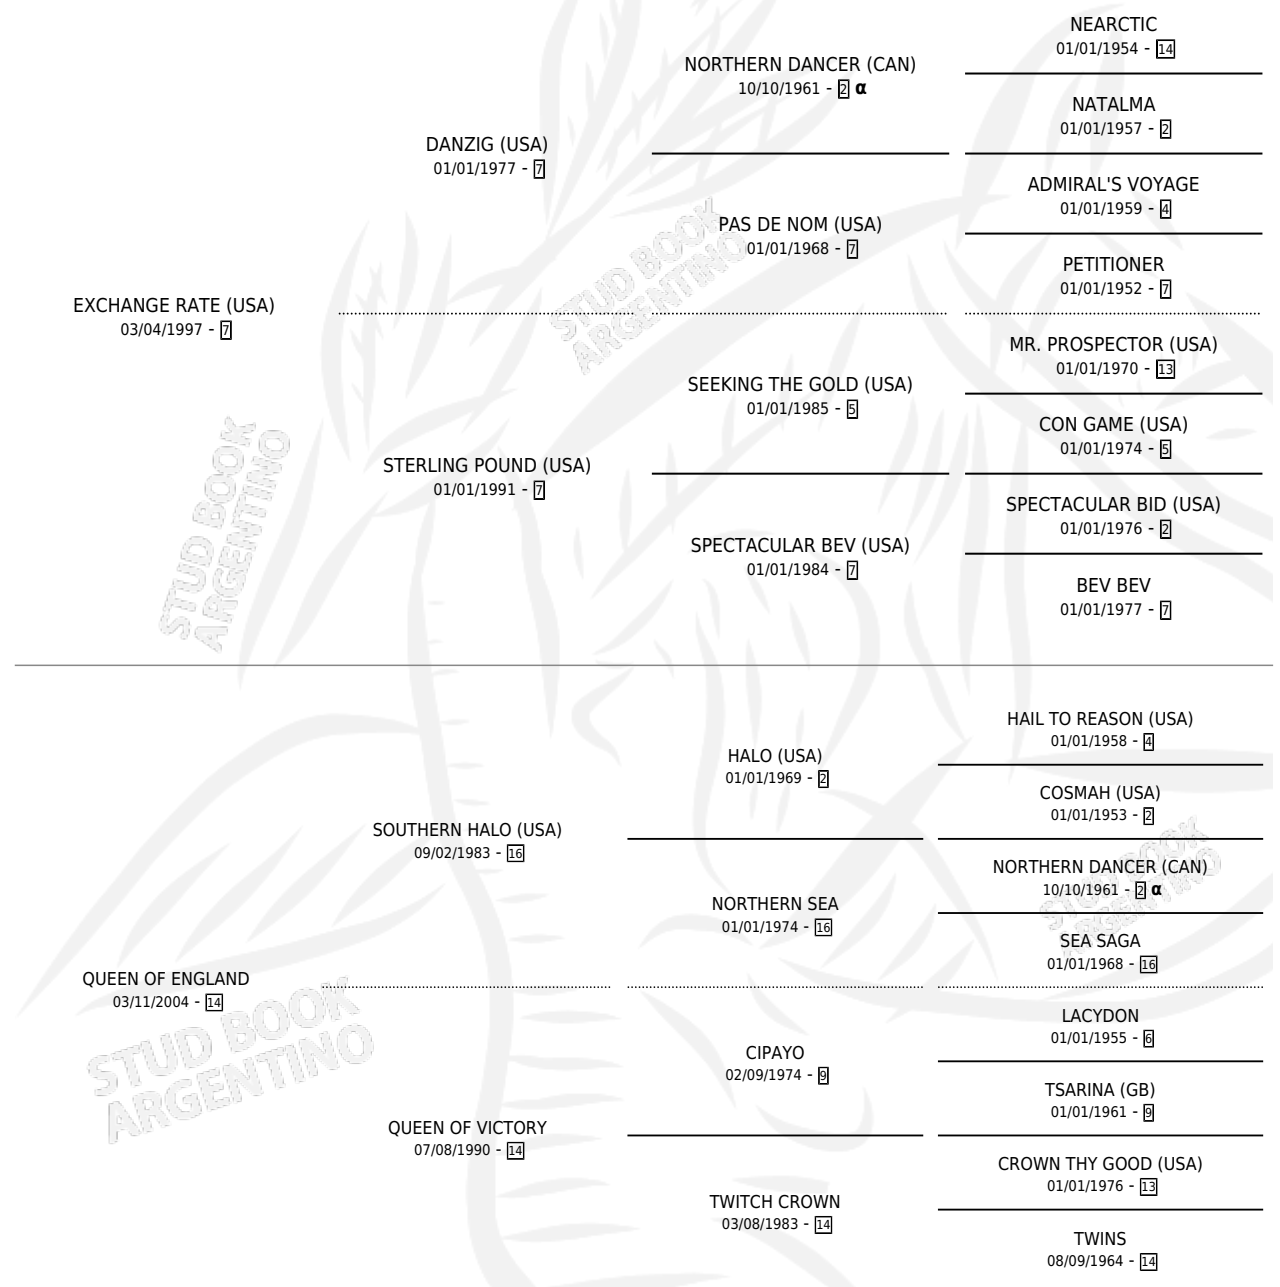 NEARCTIC
01/01/1954 - 14
NORTHERN DANCER (CAN)
10/10/1961 - 2 α
NATALMA
01/01/1957 - 2
DANZIG (USA)
01/01/1977 - 7
ADMIRAL'S VOYAGE
01/01/1959 - 4
PAS DE NOM (USA)
01/01/1968 - 7
PETITIONER
01/01/1952 - 7
EXCHANGE RATE (USA)
03/04/1997 - 7
MR. PROSPECTOR (USA)
01/01/1970 - 13
SEEKING THE GOLD (USA)
01/01/1985 - 5
CON GAME (USA)
01/01/1974 - 5
STERLING POUND (USA)
01/01/1991 - 7
SPECTACULAR BID (USA)
01/01/1976 - 2
SPECTACULAR BEV (USA)
01/01/1984 - 7
BEV BEV
01/01/1977 - 7
HAIL TO REASON (USA)
01/01/1958 - 4
HALO (USA)
01/01/1969 - 2
COSMAH (USA)
01/01/1953 - 2
SOUTHERN HALO (USA)
09/02/1983 - 16
NORTHERN DANCER (CAN)
10/10/1961 - 2 α
NORTHERN SEA
01/01/1974 - 16
SEA SAGA
01/01/1968 - 16
QUEEN OF ENGLAND
03/11/2004 - 14
LACYDON
01/01/1955 - 6
CIPAYO
02/09/1974 - 9
TSARINA (GB)
01/01/1961 - 9
QUEEN OF VICTORY
07/08/1990 - 14
CROWN THY GOOD (USA)
01/01/1976 - 13
TWITCH CROWN
03/08/1983 - 14
TWINS
08/09/1964 - 14
STUD BOOK
ARGENTINO
STUD BOOK
ARGENTINO
STUD BOOK
ARGENTINO
STUD BOOK
ARGENTINO